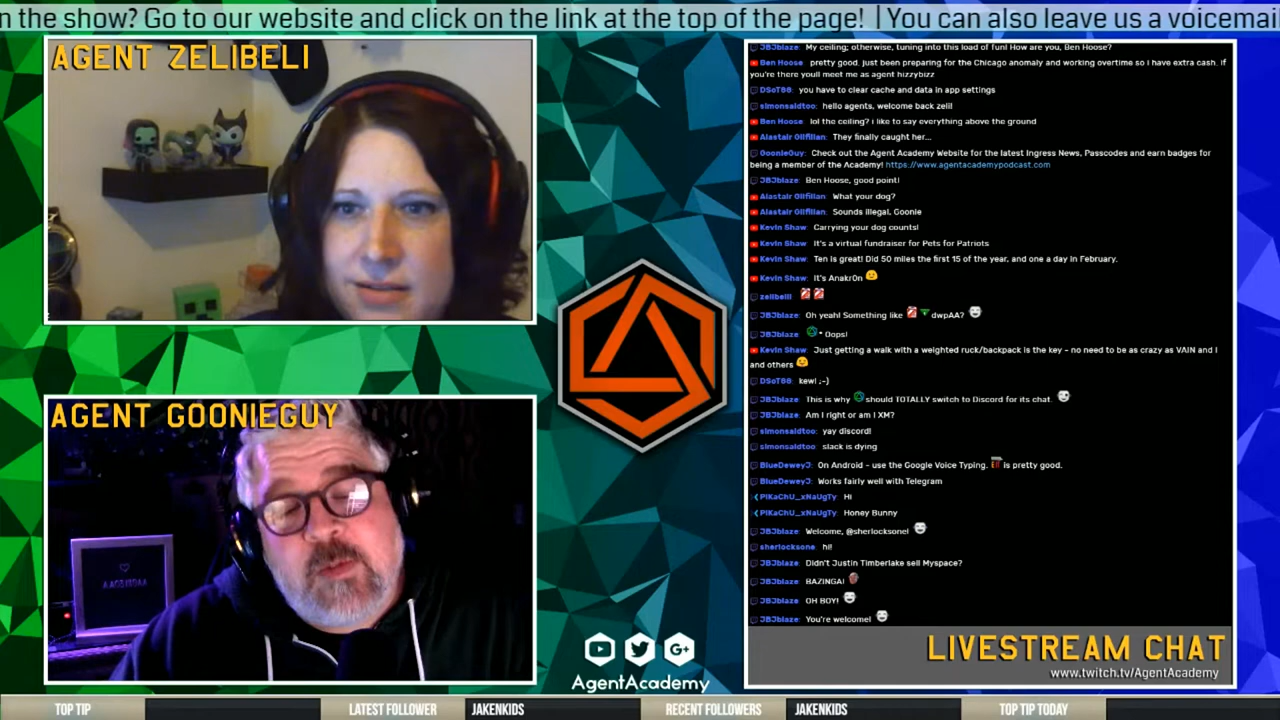 n the show? Go to our website and click on the link at the top of the page! | You can also leave us a voicemai
AGENT ZELIBELI
AGENT GOONIEGUY
AgentAcademy
JBJblaze: My ceiling; otherwise, tuning into this load of fun! How are you, Ben Hoose?
Ben Hoose: pretty good. just been preparing for the Chicago anomaly and working overtime so i have extra cash. if
you're there youll meet me as agent hizzybizz
DSoT88: you have to clear cache and data in app settings
simonsaidtoo: hello agents, welcome back zeli!
Ben Hoose: lol the ceiling? i like to say everything above the ground
Alastair Gilfillan: They finally caught her...
GoonieGuy: Check out the Agent Academy Website for the latest Ingress News, Passcodes and earn badges for
being a member of the Academy! https://www.agentacademypodcast.com
JBJblaze: Ben Hoose, good point!
Alastair Gilfillan: What your dog?
Alastair Gilfillan: Sounds illegal, Goonie
Kevin Shaw: Carrying your dog counts!
Kevin Shaw: It's a virtual fundraiser for Pets for Patriots
Kevin Shaw: Ten is great! Did 50 miles the first 15 of the year, and one a day in February.
Kevin Shaw: It's Anakr0n
zelibeli:
JBJblaze: Oh yeah! Something like dwpAA?
JBJblaze: * Oops!
Kevin Shaw: Just getting a walk with a weighted ruck/backpack is the key - no need to be as crazy as VAIN and I
and others
DSoT88: kewl ;-)
JBJblaze: This is why should TOTALLY switch to Discord for its chat.
JBJblaze: Am I right or am I XM?
simonsaidtoo: yay discord!
simonsaidtoo: slack is dying
BlueDeweyJ: On Android - use the Google Voice Typing. is pretty good.
BlueDeweyJ: Works fairly well with Telegram
PiKaChU_xNaUgTy: Hi
PiKaChU_xNaUgTy: Honey Bunny
JBJblaze: Welcome, @sherlocksone!
sherlocksone: hi!
JBJblaze: Didn't Justin Timberlake sell Myspace?
JBJblaze: BAZINGA!
JBJblaze: OH BOY!
JBJblaze: You're welcome!
LIVESTREAM CHAT
www.twitch.tv/AgentAcademy
TOP TIP
LATEST FOLLOWER
JAKENKIDS
RECENT FOLLOWERS
JAKENKIDS
TOP TIP TODAY